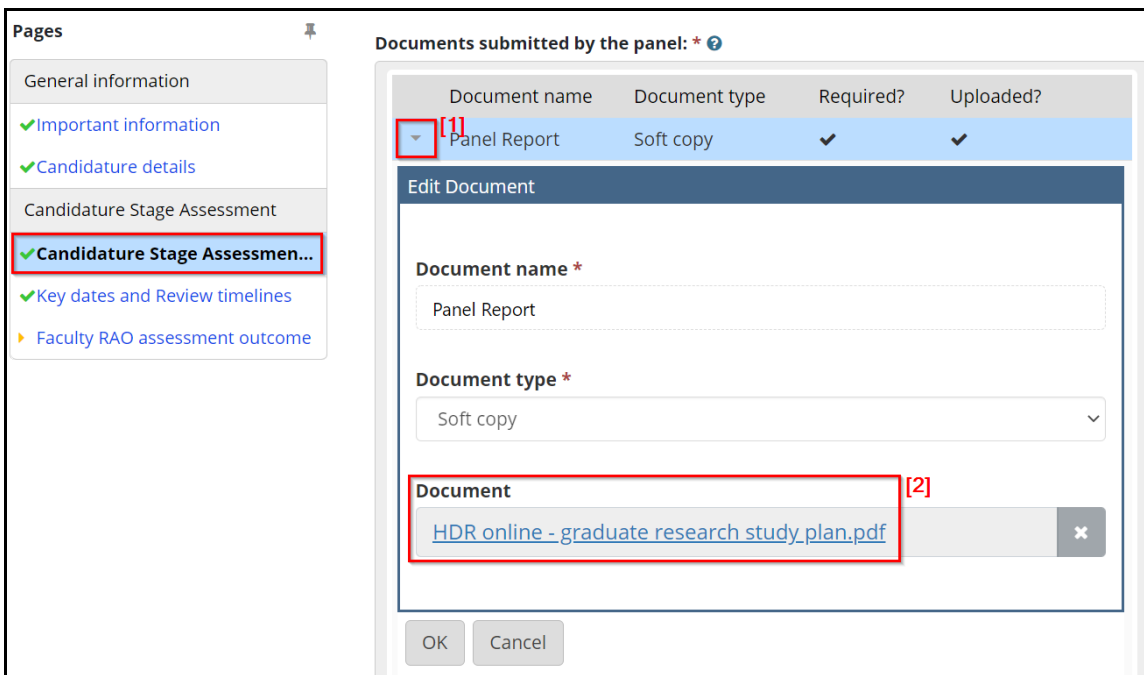 Pages
General information
Important information
Candidature details
Candidature Stage Assessment
Candidature Stage Assessmen...
Key dates and Review timelines
Faculty RAO assessment outcome
Documents submitted by the panel: *
Document name Document type Required? Uploaded?
[1]
Panel Report Soft copy
Edit Document
Document name *
Panel Report
Document type *
Soft copy
Document
[2]
HDR online - graduate research study plan.pdf
OK Cancel